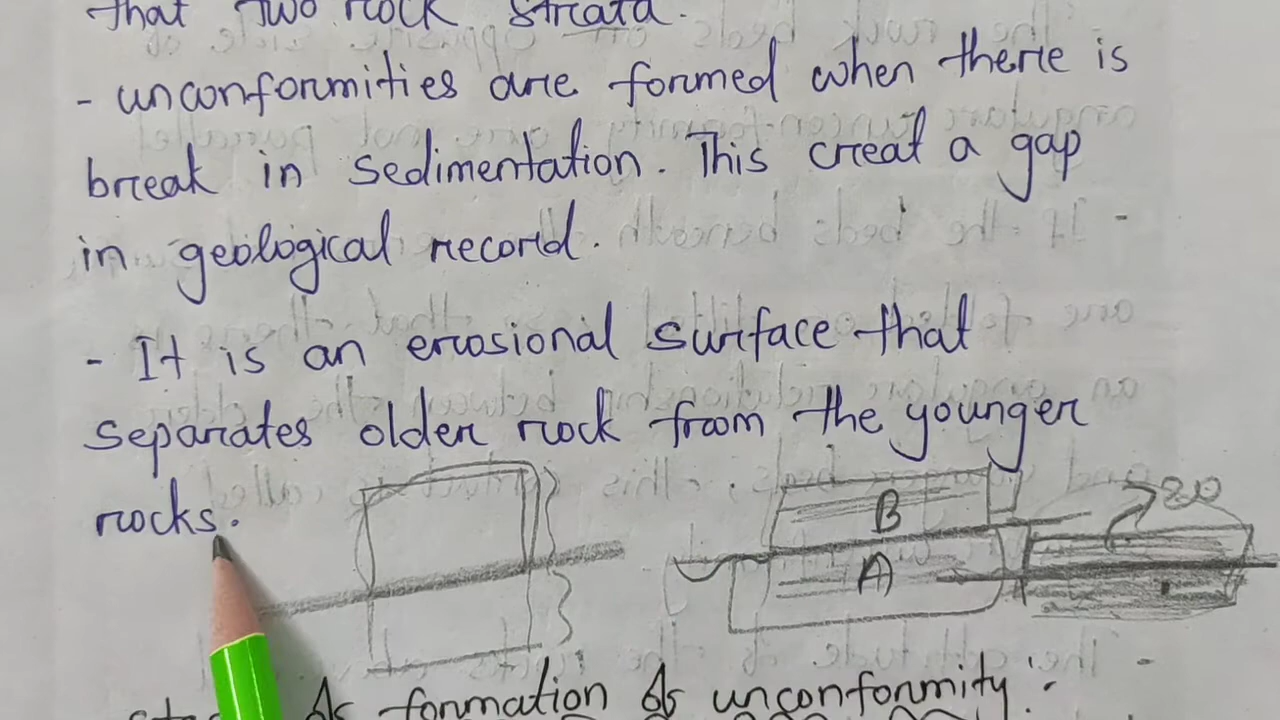 that two rock strata.
- unconformities are formed when there is
break in sedimentation. This creat a gap
in geological record.
- It is an erosional surface that
separates older rock from the younger
rocks.
B
A
20
formation of unconformity: